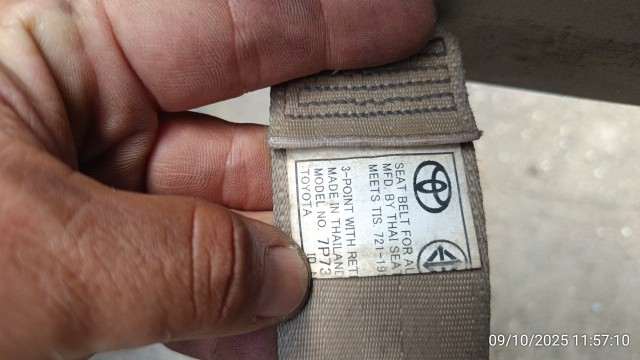 SEAT BELT FOR AU
MFD. BY THAI SEA
MEETS TIS. 721-19
3-POINT WITH RET
MADE IN THAILAND
MODEL NO. 7P73
TOYOTA
09/10/2025 11:57:10